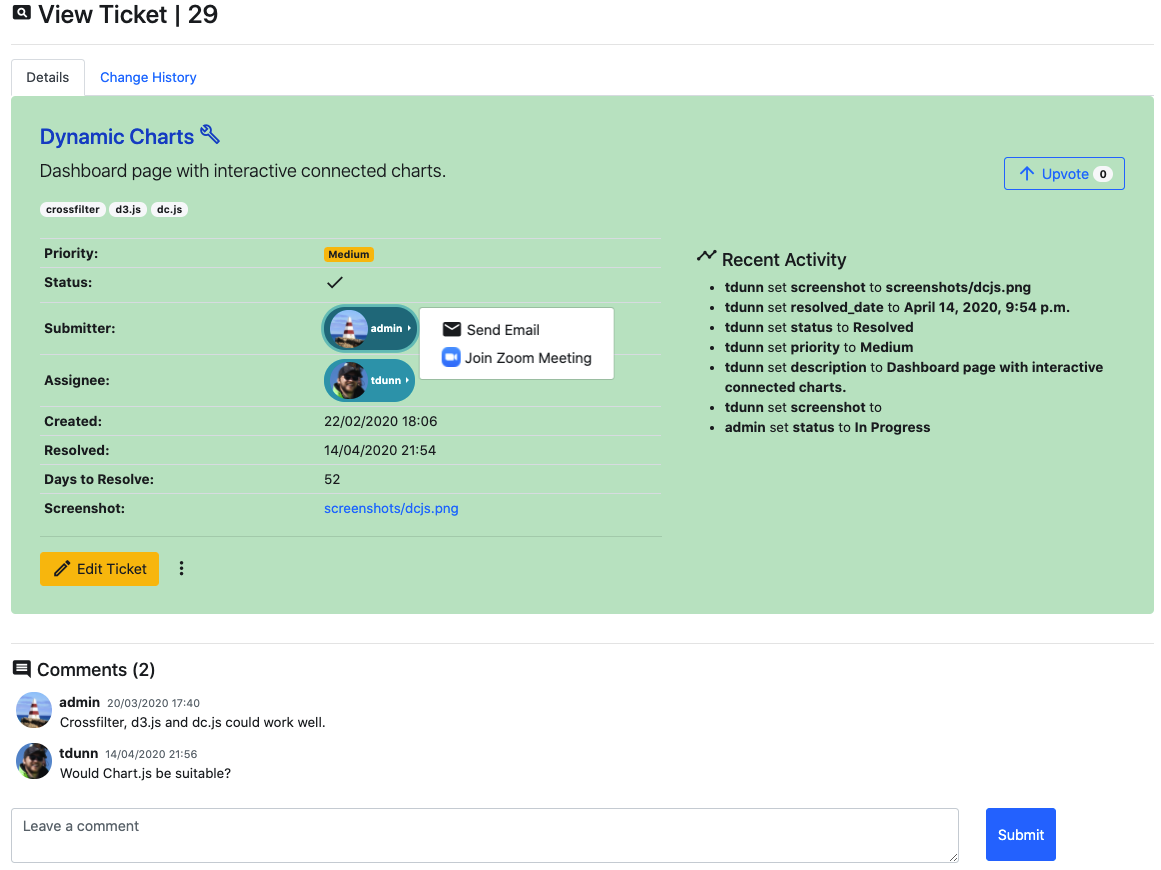 View Ticket | 29
Details
Change History
Dynamic Charts
Dashboard page with interactive connected charts.
Upvote 0
crossfilter d3.js dc.js
Priority: Medium
Status:
Submitter: admin
Send Email
Join Zoom Meeting
Assignee: tdunn
Created: 22/02/2020 18:06
Resolved: 14/04/2020 21:54
Days to Resolve: 52
Screenshot: screenshots/dcjs.png
Edit Ticket
Recent Activity
tdunn set screenshot to screenshots/dcjs.png
tdunn set resolved_date to April 14, 2020, 9:54 p.m.
tdunn set status to Resolved
tdunn set priority to Medium
tdunn set description to Dashboard page with interactive
connected charts.
tdunn set screenshot to
admin set status to In Progress
Comments (2)
admin 20/03/2020 17:40
Crossfilter, d3.js and dc.js could work well.
tdunn 14/04/2020 21:56
Would Chart.js be suitable?
Leave a comment
Submit